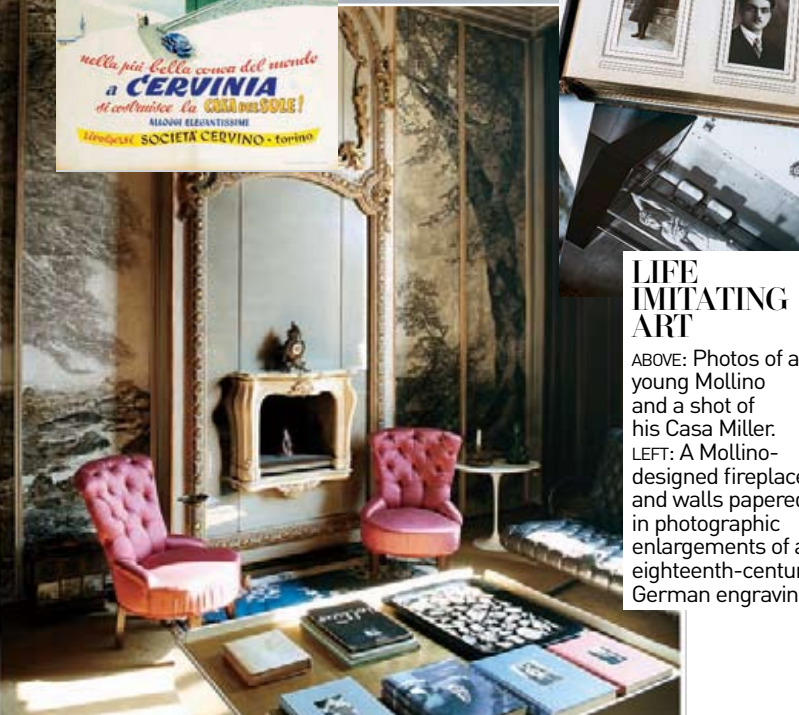 nella più bella conca del mondo
a CERVINIA
si costruisce la CASA DEL SOLE!
ALLOGGI ELEGANTISSIMI
rivolgersi SOCIETÀ CERVINO - torino
LIFE
IMITATING
ART
ABOVE: Photos of a
young Mollino
and a shot of
his Casa Miller.
LEFT: A Mollino-
designed fireplace
and walls papered
in photographic
enlargements of
eighteenth-centur
German engravin